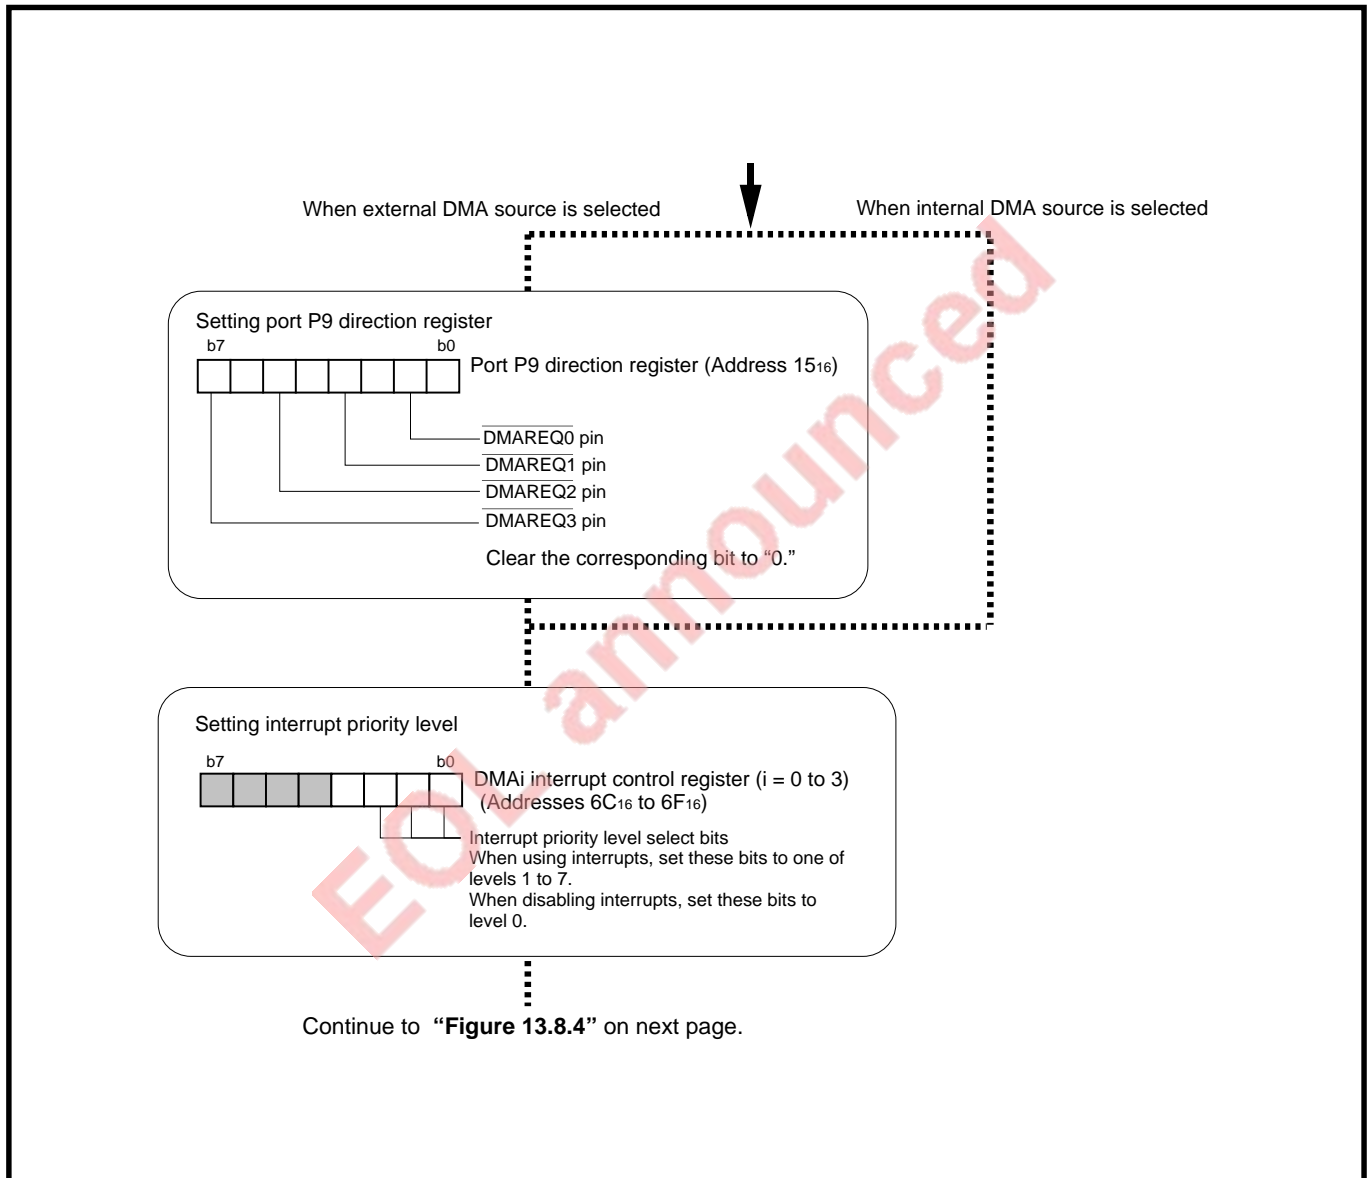 When external DMA source is selected
When internal DMA source is selected
Setting port P9 direction register
b7 b0
Port P9 direction register (Address 15₁₆)
DMAREQ0 pin
DMAREQ1 pin
DMAREQ2 pin
DMAREQ3 pin
Clear the corresponding bit to “0.”
Setting interrupt priority level
b7 b0
DMAi interrupt control register (i = 0 to 3)
(Addresses 6C₁₆ to 6F₁₆)
Interrupt priority level select bits
When using interrupts, set these bits to one of
levels 1 to 7.
When disabling interrupts, set these bits to
level 0.
Continue to “Figure 13.8.4” on next page.
EOL announced